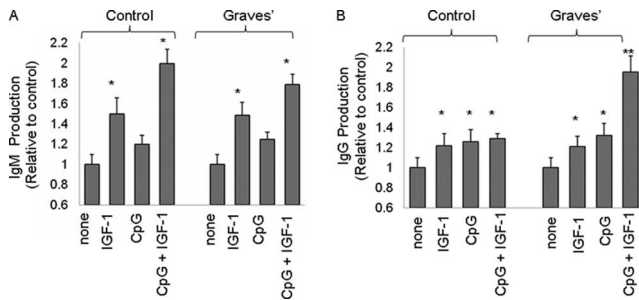 A
Control
Graves'
IgM Production
(Relative to control)
2.2
2
1.8
1.6
1.4
1.2
1
0.8
0.6
* * * *
none
IGF-1
CpG
CpG + IGF-1
none
IGF-1
CpG
CpG + IGF-1
B
Control
Graves'
IgG Production
(Relative to control)
2.2
2
1.8
1.6
1.4
1.2
1
0.8
0.6
* * * * * **
none
IGF-1
CpG
CpG + IGF-1
none
IGF-1
CpG
CpG + IGF-1